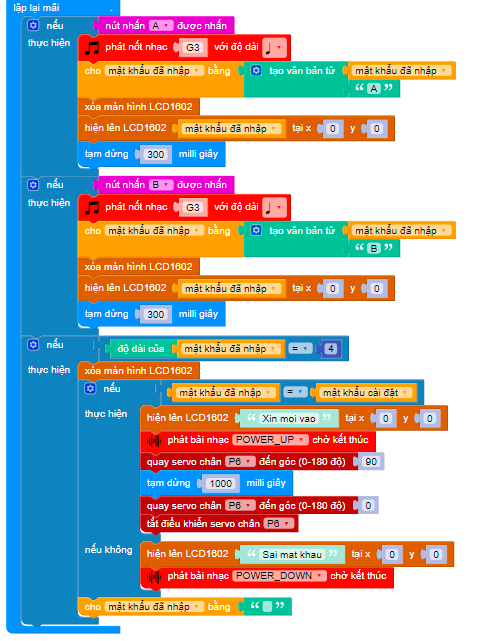 lặp lại mãi
nếu nút nhấn A được nhấn
thực hiện phát nốt nhạc G3 với độ dài ♩
cho mật khẩu đã nhập bằng tạo văn bản từ mật khẩu đã nhập
“ A ”
xóa màn hình LCD1602
hiện lên LCD1602 mật khẩu đã nhập tại x 0 y 0
tạm dừng 300 milli giây
nếu nút nhấn B được nhấn
thực hiện phát nốt nhạc G3 với độ dài ♩
cho mật khẩu đã nhập bằng tạo văn bản từ mật khẩu đã nhập
“ B ”
xóa màn hình LCD1602
hiện lên LCD1602 mật khẩu đã nhập tại x 0 y 0
tạm dừng 300 milli giây
nếu độ dài của mật khẩu đã nhập = 4
thực hiện xóa màn hình LCD1602
nếu mật khẩu đã nhập = mật khẩu cài đặt
thực hiện hiện lên LCD1602 “ Xin moi vao ” tại x 0 y 0
phát bài nhạc POWER_UP chờ kết thúc
quay servo chân P6 đến góc (0-180 độ) 90
tạm dừng 1000 milli giây
quay servo chân P6 đến góc (0-180 độ) 0
tắt điều khiển servo chân P6
nếu không hiện lên LCD1602 “ Sai mat khau ” tại x 0 y 0
phát bài nhạc POWER_DOWN chờ kết thúc
cho mật khẩu đã nhập bằng “ ”